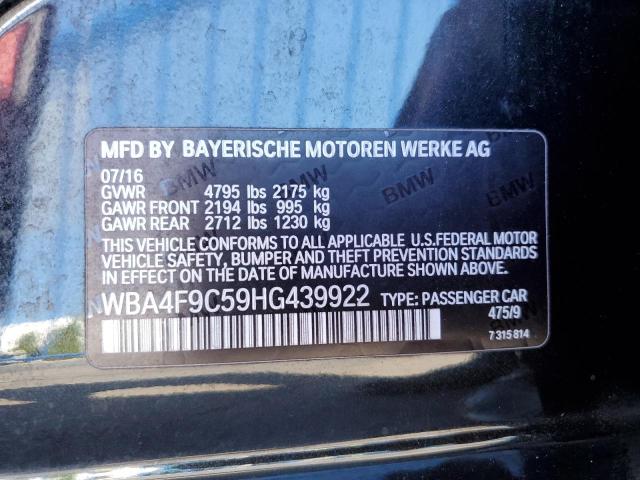 MFD BY BAYERISCHE MOTOREN WERKE AG
07/16
GVWR 4795 lbs 2175 kg
GAWR FRONT 2194 lbs 995 kg
GAWR REAR 2712 lbs 1230 kg
THIS VEHICLE CONFORMS TO ALL APPLICABLE U.S.FEDERAL MOTOR
VEHICLE SAFETY, BUMPER AND THEFT PREVENTION STANDARDS
IN EFFECT ON THE DATE OF MANUFACTURE SHOWN ABOVE.
WBA4F9C59HG439922 TYPE: PASSENGER CAR
475/9
7 315 814